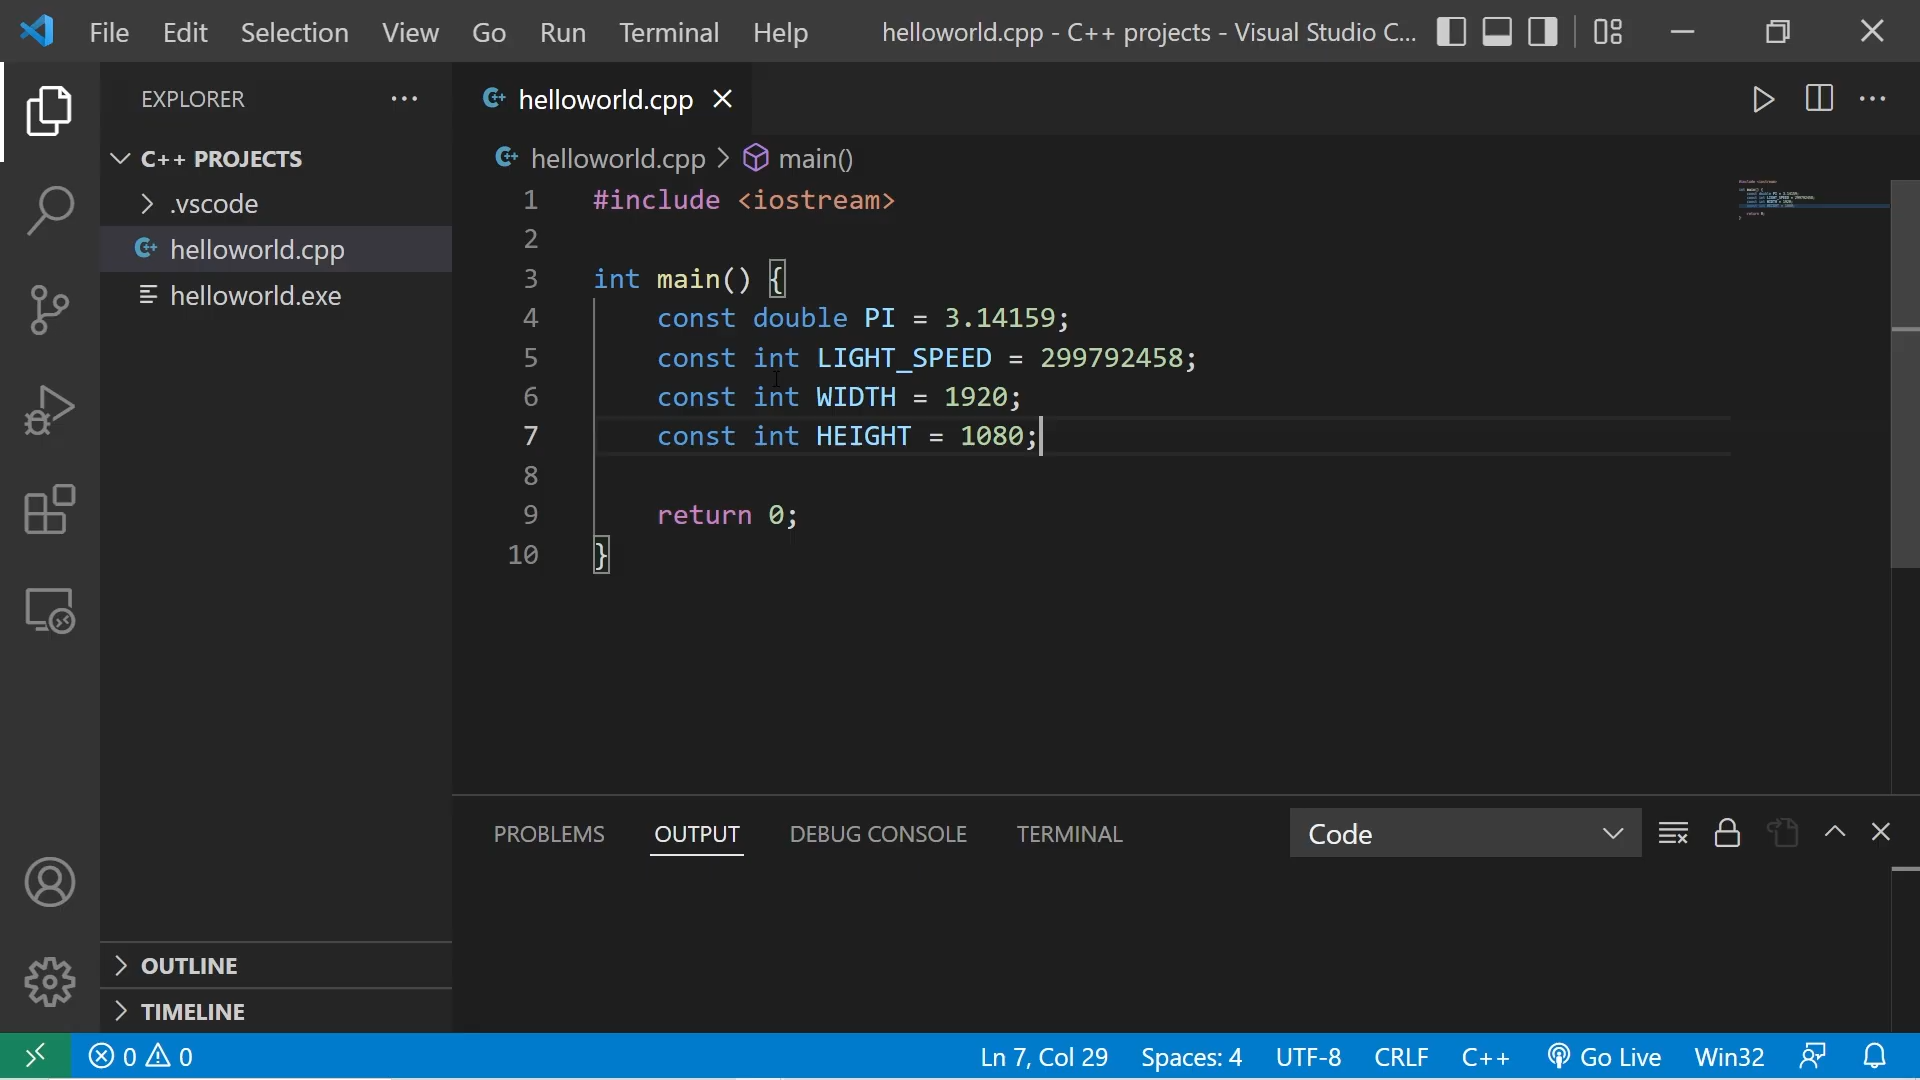 File Edit Selection View Go Run Terminal Help helloworld.cpp - C++ projects - Visual Studio C...
EXPLORER
C++ PROJECTS
.vscode
helloworld.cpp
helloworld.exe
OUTLINE
TIMELINE
helloworld.cpp
helloworld.cpp > main()
1 #include <iostream>
2
3 int main() {
4 const double PI = 3.14159;
5 const int LIGHT_SPEED = 299792458;
6 const int WIDTH = 1920;
7 const int HEIGHT = 1080;
8
9 return 0;
10 }
PROBLEMS OUTPUT DEBUG CONSOLE TERMINAL Code
0 0 Ln 7, Col 29 Spaces: 4 UTF-8 CRLF C++ Go Live Win32